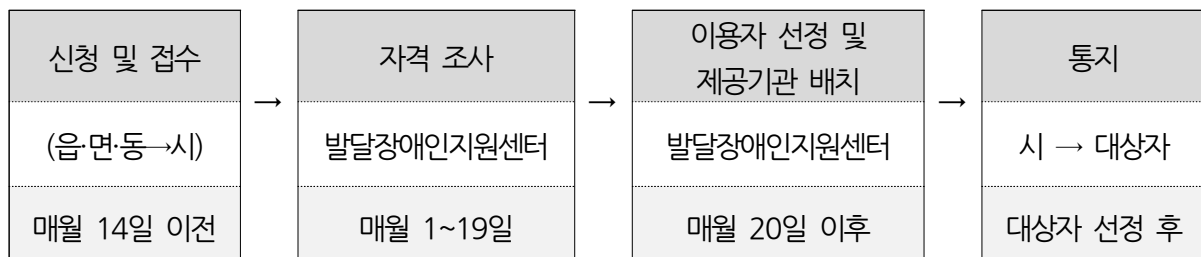 신청 및 접수
(읍·면·동→시)
매월 14일 이전
→
자격 조사
발달장애인지원센터
매월 1~19일
→
이용자 선정 및
제공기관 배치
발달장애인지원센터
매월 20일 이후
→
통지
시 → 대상자
대상자 선정 후